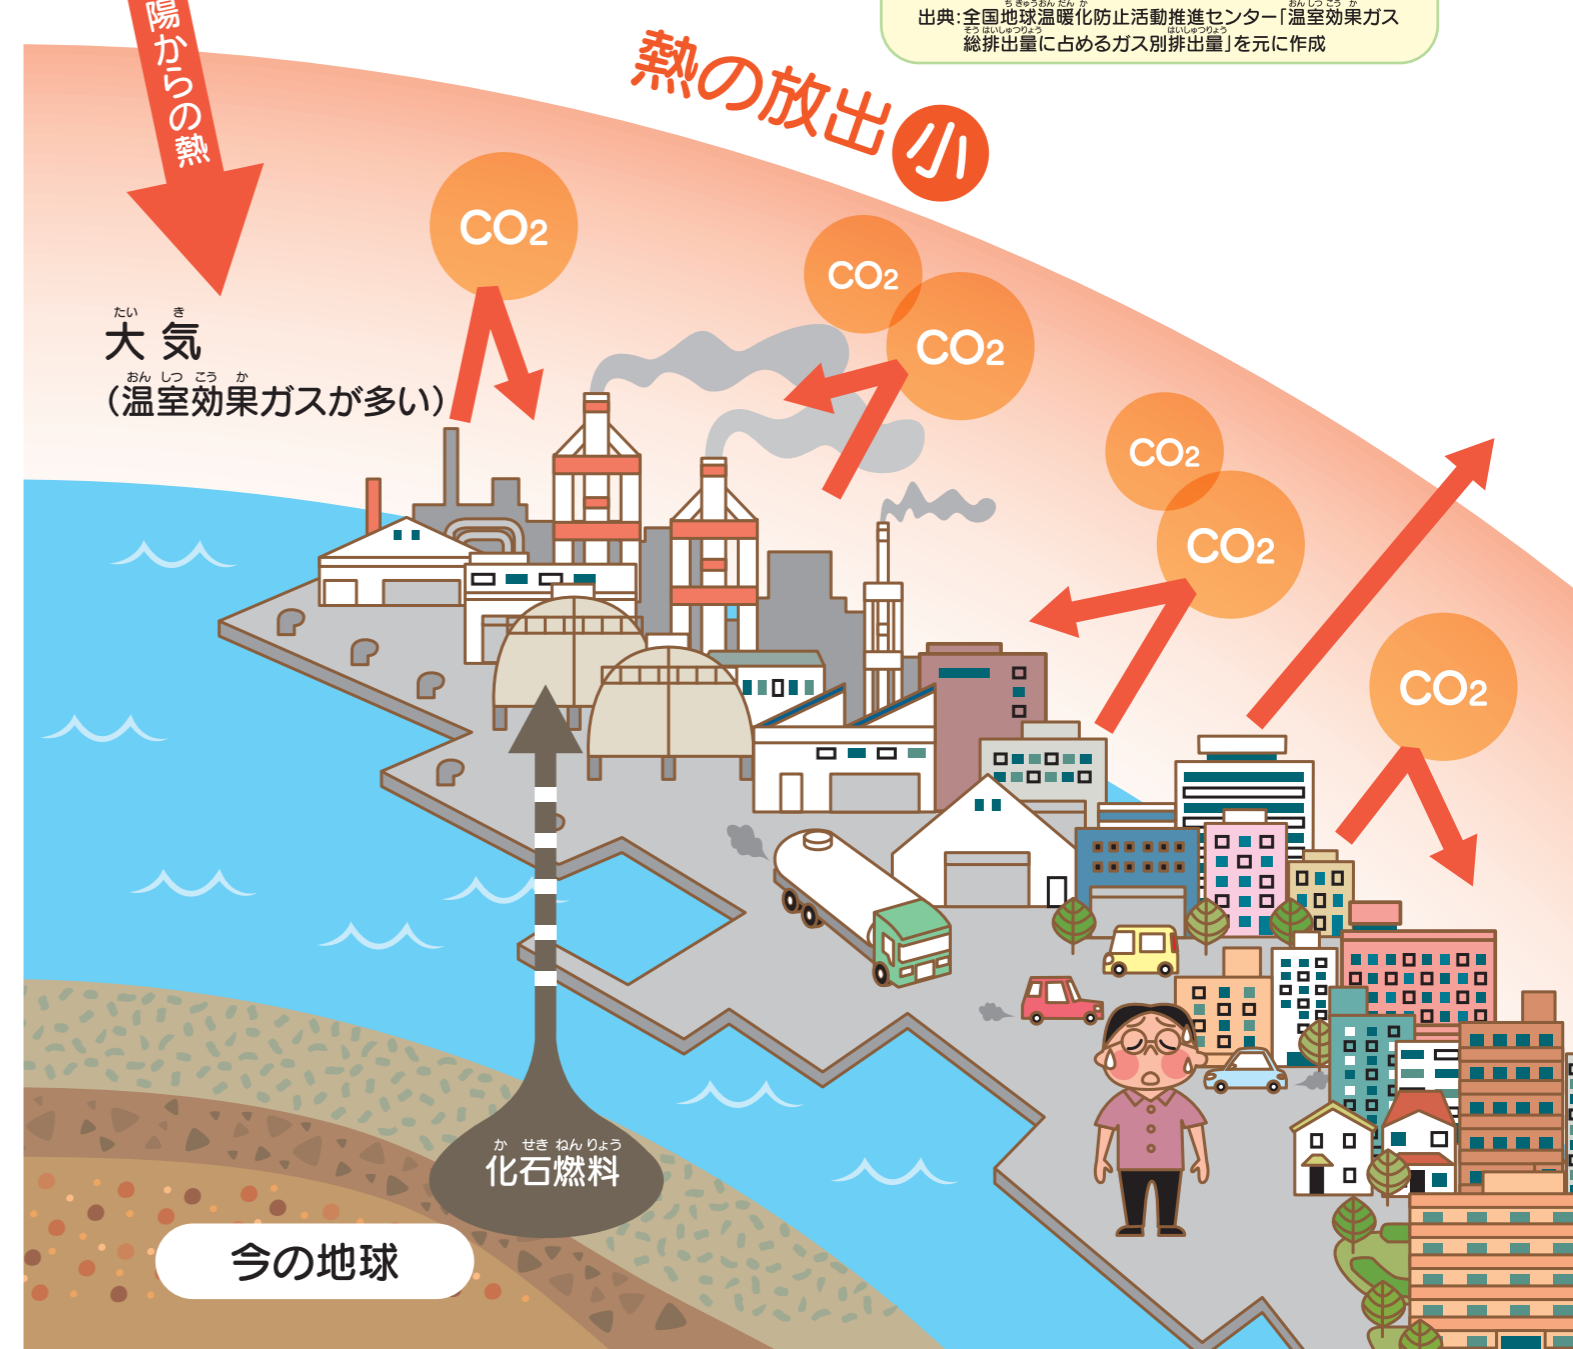 出典:全国地球温暖化防止活動推進センター「温室効果ガス
総排出量に占めるガス別排出量」を元に作成
陽からの熱
熱の放出 小
CO2
CO2
CO2
大気
(温室効果ガスが多い)
CO2
CO2
CO2
化石燃料
今の地球